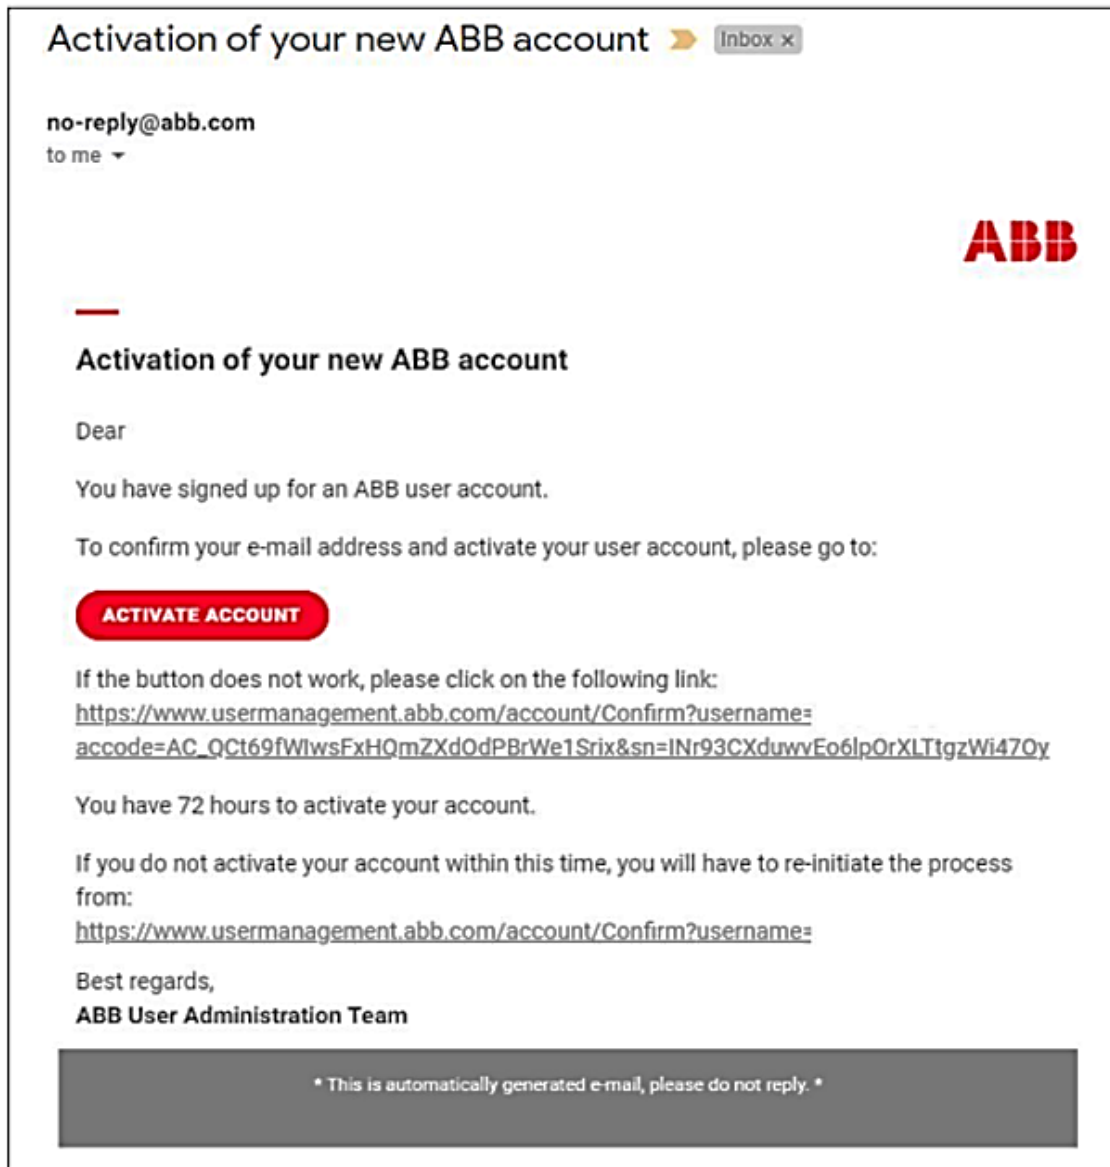 Activation of your new ABB account Inbox x
no-reply@abb.com
to me
ABB
Activation of your new ABB account
Dear
You have signed up for an ABB user account.
To confirm your e-mail address and activate your user account, please go to:
ACTIVATE ACCOUNT
If the button does not work, please click on the following link:
https://www.usermanagement.abb.com/account/Confirm?username=
accode=AC_QCt69fWIwsFxHQmZXdOdPBrWe1Srix&sn=INr93CXduwvEo6lpOrXLTtgzWi47Oy
You have 72 hours to activate your account.
If you do not activate your account within this time, you will have to re-initiate the process
from:
https://www.usermanagement.abb.com/account/Confirm?username=
Best regards,
ABB User Administration Team
* This is automatically generated e-mail, please do not reply. *